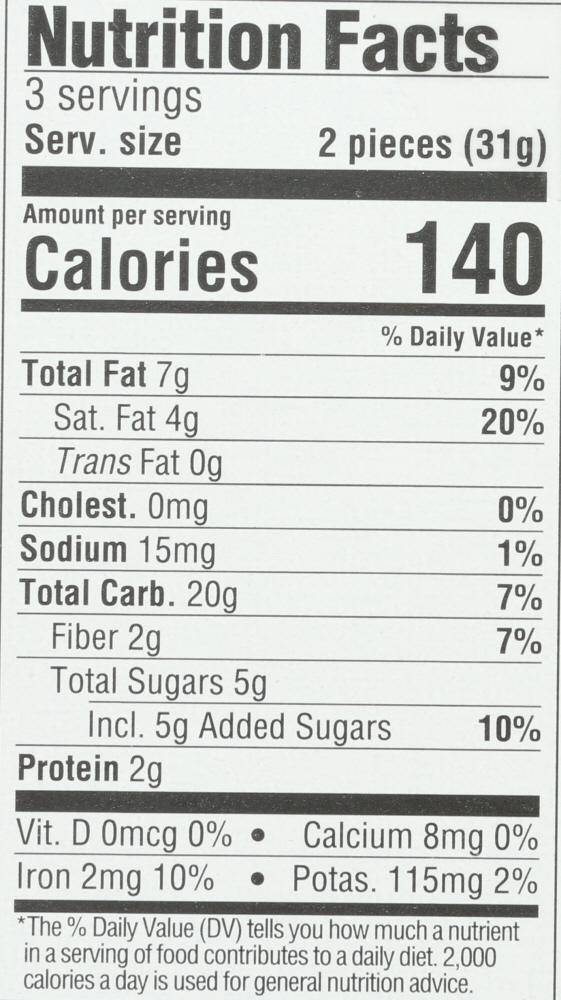 Nutrition Facts
3 servings
Serv. size 2 pieces (31g)
Amount per serving
Calories 140
% Daily Value*
Total Fat 7g 9%
Sat. Fat 4g 20%
Trans Fat 0g
Cholest. 0mg 0%
Sodium 15mg 1%
Total Carb. 20g 7%
Fiber 2g 7%
Total Sugars 5g
Incl. 5g Added Sugars 10%
Protein 2g
Vit. D 0mcg 0% • Calcium 8mg 0%
Iron 2mg 10% • Potas. 115mg 2%
*The % Daily Value (DV) tells you how much a nutrient
in a serving of food contributes to a daily diet. 2,000
calories a day is used for general nutrition advice.